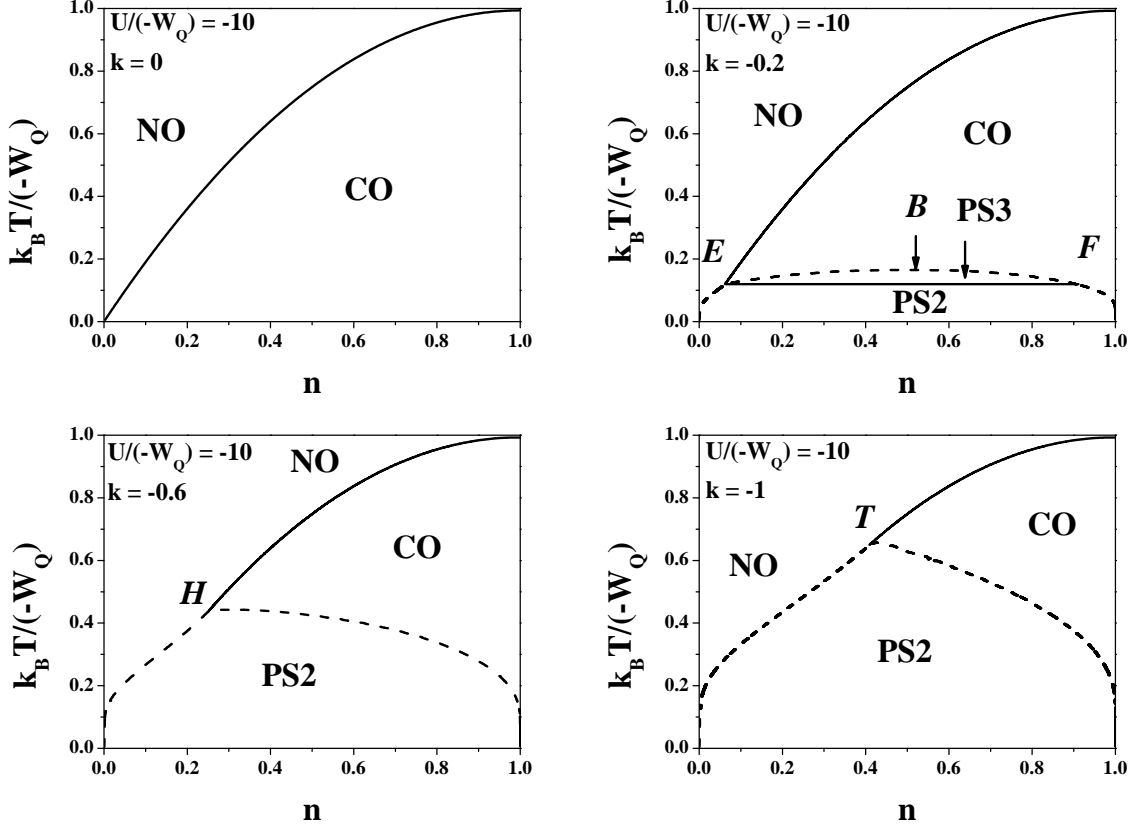 U/(-W_Q) = -10
k = 0
NO
CO
k_B T/(-W_Q)
1.0
0.8
0.6
0.4
0.2
0.0
0.0 0.2 0.4 0.6 0.8 1.0
n
U/(-W_Q) = -10
k = -0.2
NO
CO
B
PS3
E
F
PS2
k_B T/(-W_Q)
1.0
0.8
0.6
0.4
0.2
0.0
0.0 0.2 0.4 0.6 0.8 1.0
n
U/(-W_Q) = -10
k = -0.6
NO
CO
H
PS2
k_B T/(-W_Q)
1.0
0.8
0.6
0.4
0.2
0.0
0.0 0.2 0.4 0.6 0.8 1.0
n
U/(-W_Q) = -10
k = -1
T
CO
NO
PS2
k_B T/(-W_Q)
1.0
0.8
0.6
0.4
0.2
0.0
0.0 0.2 0.4 0.6 0.8 1.0
n